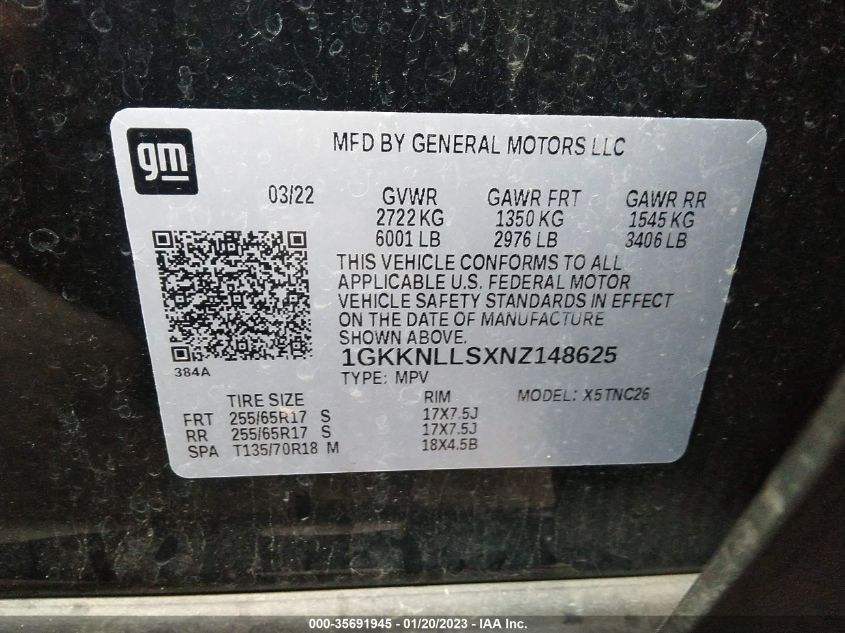 gm
MFD BY GENERAL MOTORS LLC
03/22 GVWR GAWR FRT GAWR RR
2722 KG 1350 KG 1545 KG
6001 LB 2976 LB 3406 LB
THIS VEHICLE CONFORMS TO ALL
APPLICABLE U.S. FEDERAL MOTOR
VEHICLE SAFETY STANDARDS IN EFFECT
ON THE DATE OF MANUFACTURE
SHOWN ABOVE.
1GKKNLLSXNZ148625
384A
TYPE: MPV
TIRE SIZE RIM MODEL: X5TNC26
FRT 255/65R17 S 17X7.5J
RR 255/65R17 S 17X7.5J
SPA T135/70R18 M 18X4.5B
000-35691945 - 01/20/2023 - IAA Inc.